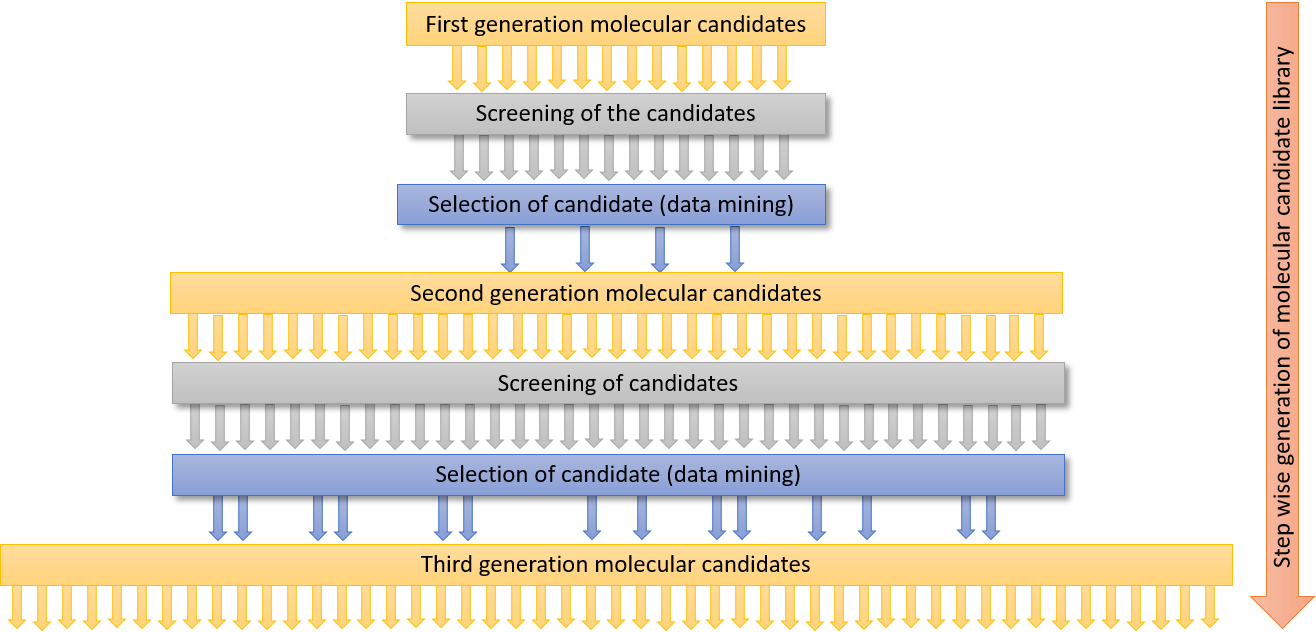 First generation molecular candidates
Screening of the candidates
Selection of candidate (data mining)
Second generation molecular candidates
Screening of candidates
Selection of candidate (data mining)
Third generation molecular candidates
Step wise generation of molecular candidate library